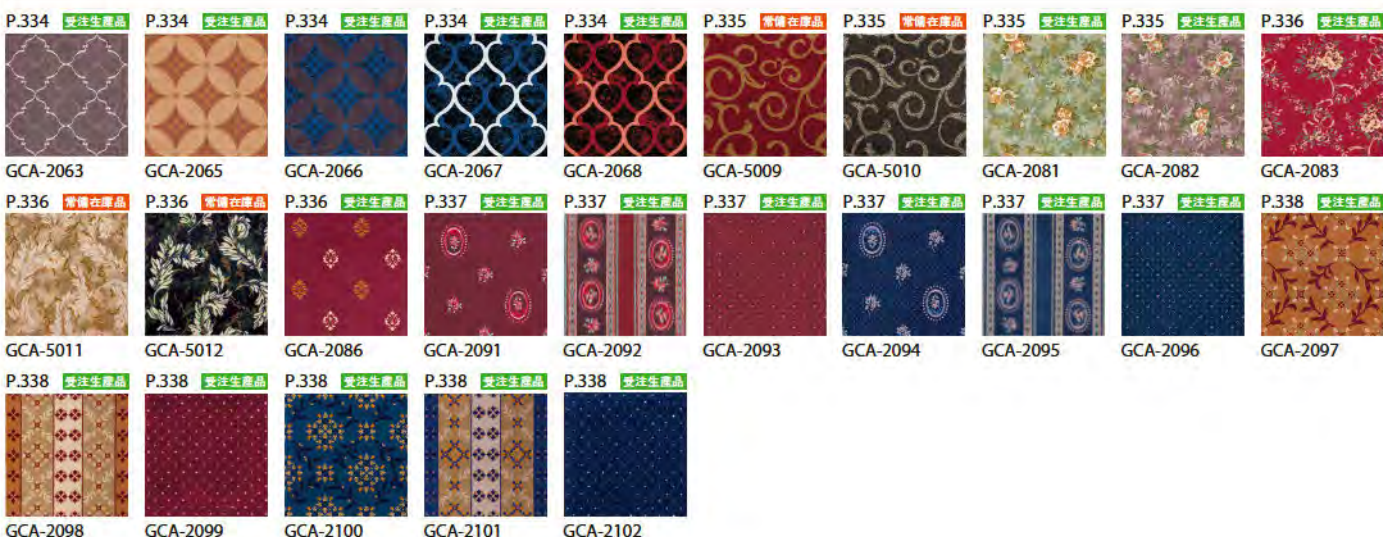 P.334 受注生産品 P.334 受注生産品 P.334 受注生産品 P.334 受注生産品 P.334 受注生産品 P.335 常備在庫品 P.335 常備在庫品 P.335 受注生産品 P.335 受注生産品 P.336 受注生産品
GCA-2063 GCA-2065 GCA-2066 GCA-2067 GCA-2068 GCA-5009 GCA-5010 GCA-2081 GCA-2082 GCA-2083
P.336 常備在庫品 P.336 常備在庫品 P.336 受注生産品 P.337 受注生産品 P.337 受注生産品 P.337 受注生産品 P.337 受注生産品 P.337 受注生産品 P.337 受注生産品 P.338 受注生産品
GCA-5011 GCA-5012 GCA-2086 GCA-2091 GCA-2092 GCA-2093 GCA-2094 GCA-2095 GCA-2096 GCA-2097
P.338 受注生産品 P.338 受注生産品 P.338 受注生産品 P.338 受注生産品 P.338 受注生産品
GCA-2098 GCA-2099 GCA-2100 GCA-2101 GCA-2102